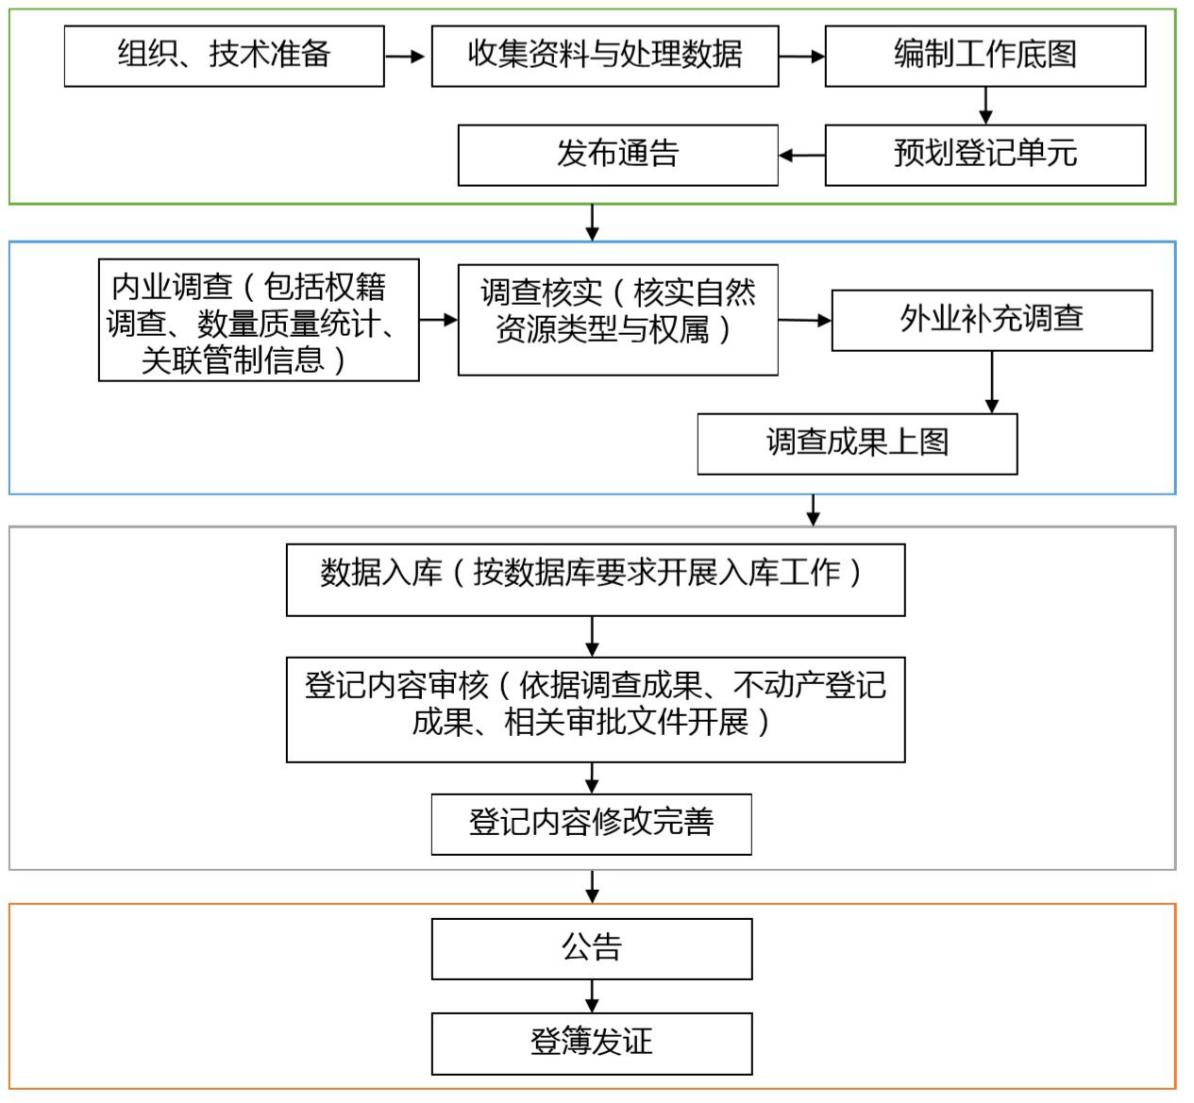 组织、技术准备
收集资料与处理数据
编制工作底图
预划登记单元
发布通告
内业调查（包括权籍
调查、数量质量统计、
关联管制信息）
调查核实（核实自然
资源类型与权属）
外业补充调查
调查成果上图
数据入库（按数据库要求开展入库工作）
登记内容审核（依据调查成果、不动产登记
成果、相关审批文件开展）
登记内容修改完善
公告
登簿发证